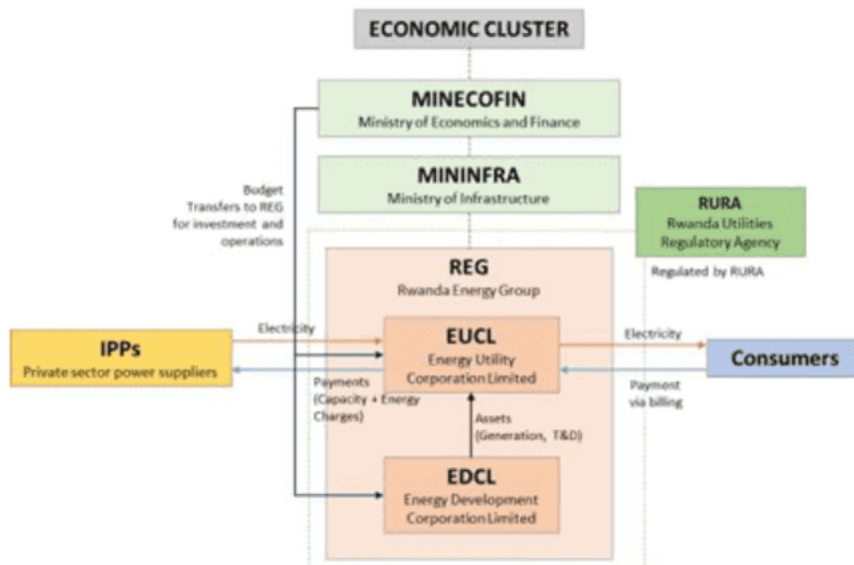 ECONOMIC CLUSTER
MINECOFIN
Ministry of Economics and Finance
MININFRA
Ministry of Infrastructure
Budget
Transfers to REG
for investment and
operations
RURA
Rwanda Utilities
Regulatory Agency
Regulated by RURA
REG
Rwanda Energy Group
IPPs
Private sector power suppliers
Electricity
EUCL
Energy Utility
Corporation Limited
Electricity
Consumers
Payments
(Capacity + Energy
Charges)
Payment
via billing
Assets
(Generation, T&D)
EDCL
Energy Development
Corporation Limited